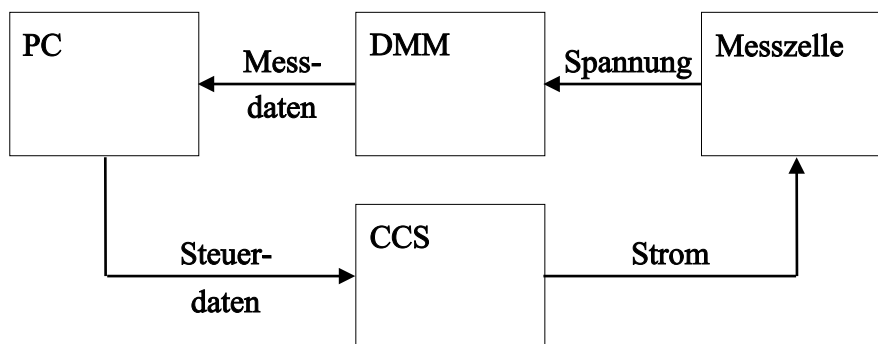 PC
DMM
Messzelle
Mess-
daten
Spannung
CCS
Steuer-
daten
Strom